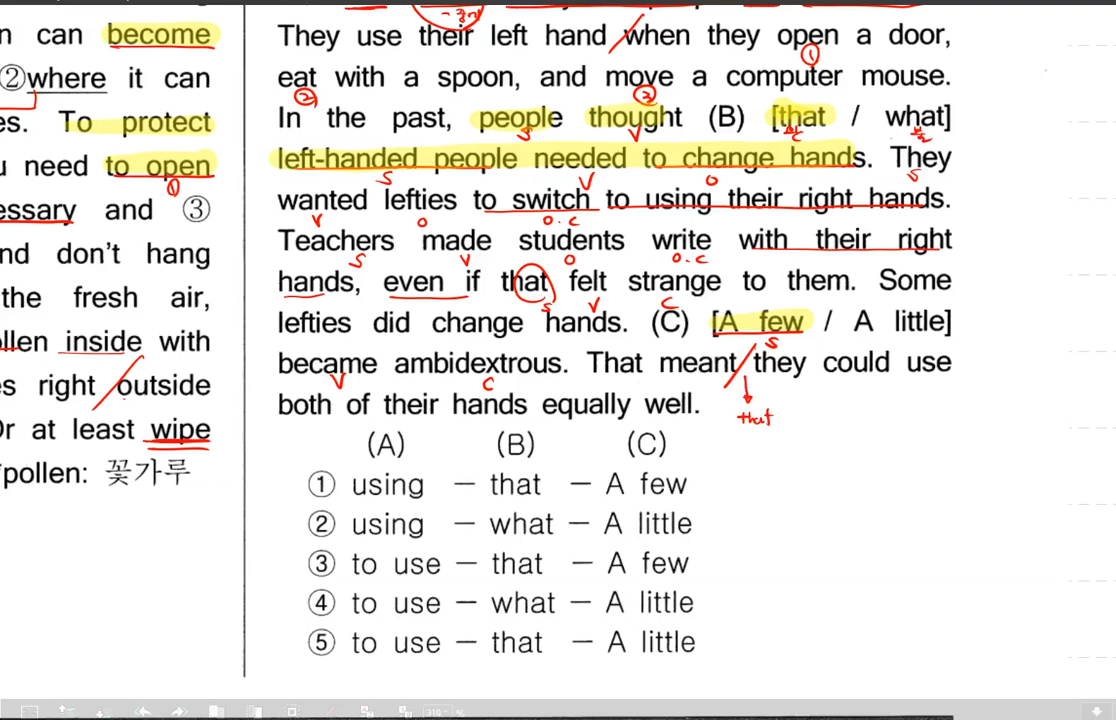 n can become
②where it can
es. To protect
u need to open
①
essary and ③
nd don't hang
the fresh air,
llen inside with
es right outside
Or at least wipe
pollen: 꽃가루
They use their left hand when they open a door,
①
eat with a spoon, and move a computer mouse.
② ③
In the past, people thought (B) [that / what]
S V
left-handed people needed to change hands. They
S V O S
wanted lefties to switch to using their right hands.
V O O.C
Teachers made students write with their right
S V O O.C
hands, even if that felt strange to them. Some
S V C
lefties did change hands. (C) [A few / A little]
S
became ambidextrous. That meant they could use
V C
both of their hands equally well.
that
(A) (B) (C)
① using – that – A few
② using – what – A little
③ to use – that – A few
④ to use – what – A little
⑤ to use – that – A little